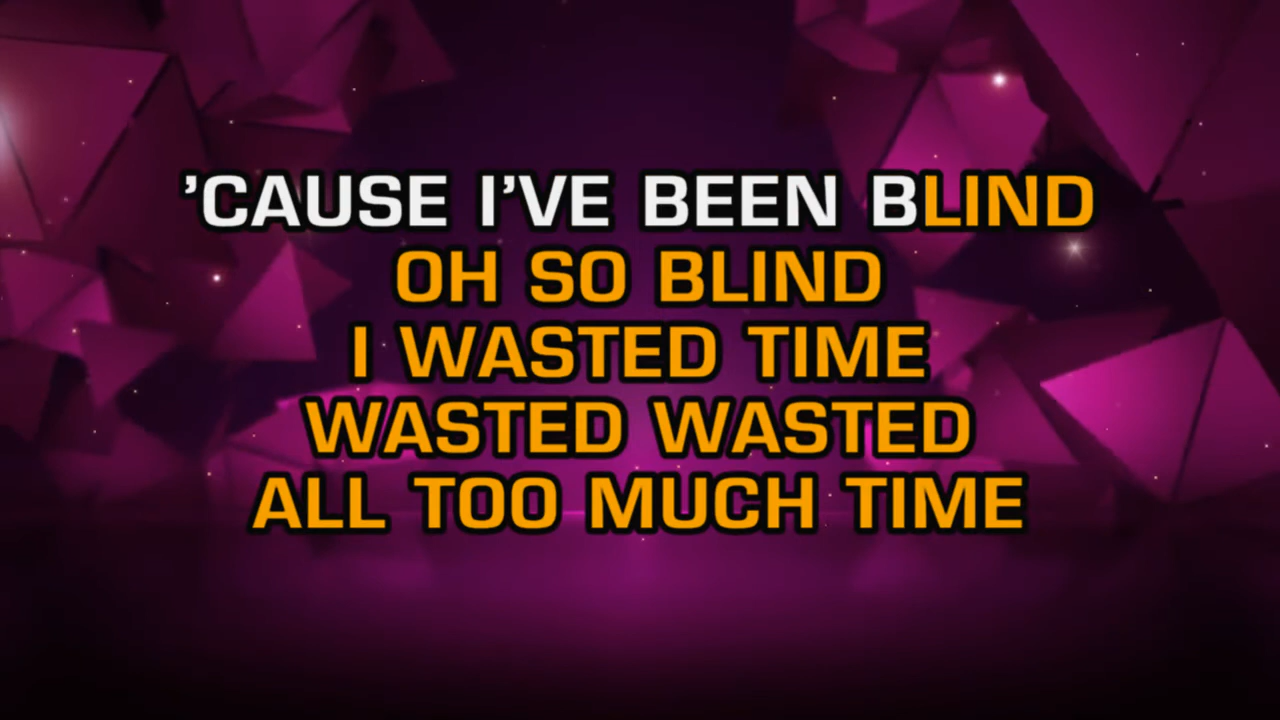 ’CAUSE I’VE BEEN BLIND
OH SO BLIND
I WASTED TIME
WASTED WASTED
ALL TOO MUCH TIME